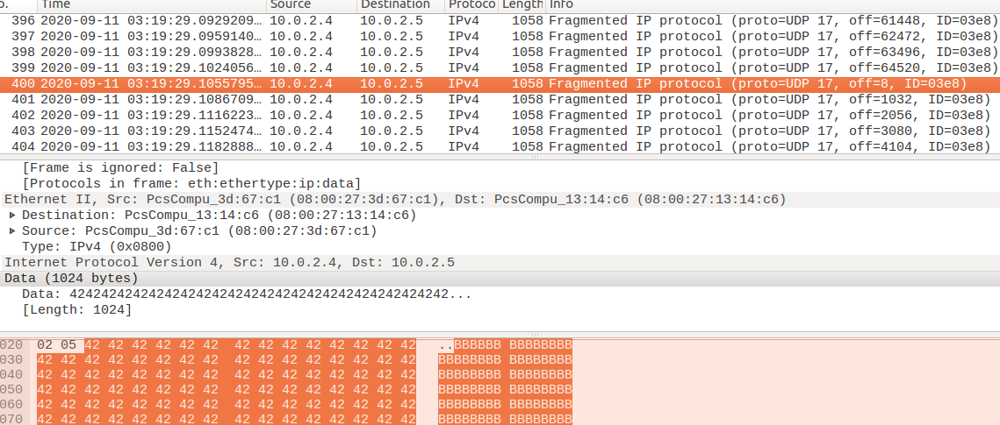 o. Time Source Destination Protoco Length Info
396 2020-09-11 03:19:29.0929209… 10.0.2.4 10.0.2.5 IPv4 1058 Fragmented IP protocol (proto=UDP 17, off=61448, ID=03e8)
397 2020-09-11 03:19:29.0959140… 10.0.2.4 10.0.2.5 IPv4 1058 Fragmented IP protocol (proto=UDP 17, off=62472, ID=03e8)
398 2020-09-11 03:19:29.0993828… 10.0.2.4 10.0.2.5 IPv4 1058 Fragmented IP protocol (proto=UDP 17, off=63496, ID=03e8)
399 2020-09-11 03:19:29.1024056… 10.0.2.4 10.0.2.5 IPv4 1058 Fragmented IP protocol (proto=UDP 17, off=64520, ID=03e8)
400 2020-09-11 03:19:29.1055795… 10.0.2.4 10.0.2.5 IPv4 1058 Fragmented IP protocol (proto=UDP 17, off=8, ID=03e8)
401 2020-09-11 03:19:29.1086709… 10.0.2.4 10.0.2.5 IPv4 1058 Fragmented IP protocol (proto=UDP 17, off=1032, ID=03e8)
402 2020-09-11 03:19:29.1116223… 10.0.2.4 10.0.2.5 IPv4 1058 Fragmented IP protocol (proto=UDP 17, off=2056, ID=03e8)
403 2020-09-11 03:19:29.1152474… 10.0.2.4 10.0.2.5 IPv4 1058 Fragmented IP protocol (proto=UDP 17, off=3080, ID=03e8)
404 2020-09-11 03:19:29.1182888… 10.0.2.4 10.0.2.5 IPv4 1058 Fragmented IP protocol (proto=UDP 17, off=4104, ID=03e8)
[Frame is ignored: False]
[Protocols in frame: eth:ethertype:ip:data]
Ethernet II, Src: PcsCompu_3d:67:c1 (08:00:27:3d:67:c1), Dst: PcsCompu_13:14:c6 (08:00:27:13:14:c6)
Destination: PcsCompu_13:14:c6 (08:00:27:13:14:c6)
Source: PcsCompu_3d:67:c1 (08:00:27:3d:67:c1)
Type: IPv4 (0x0800)
Internet Protocol Version 4, Src: 10.0.2.4, Dst: 10.0.2.5
Data (1024 bytes)
Data: 424242424242424242424242424242424242424242424242…
[Length: 1024]
020 02 05 42 42 42 42 42 42 42 42 42 42 42 42 42 42 ..BBBBBB BBBBBBBB
030 42 42 42 42 42 42 42 42 42 42 42 42 42 42 42 42 BBBBBBBB BBBBBBBB
040 42 42 42 42 42 42 42 42 42 42 42 42 42 42 42 42 BBBBBBBB BBBBBBBB
050 42 42 42 42 42 42 42 42 42 42 42 42 42 42 42 42 BBBBBBBB BBBBBBBB
060 42 42 42 42 42 42 42 42 42 42 42 42 42 42 42 42 BBBBBBBB BBBBBBBB
070 42 42 42 42 42 42 42 42 42 42 42 42 42 42 42 42 BBBBBBBB BBBBBBBB